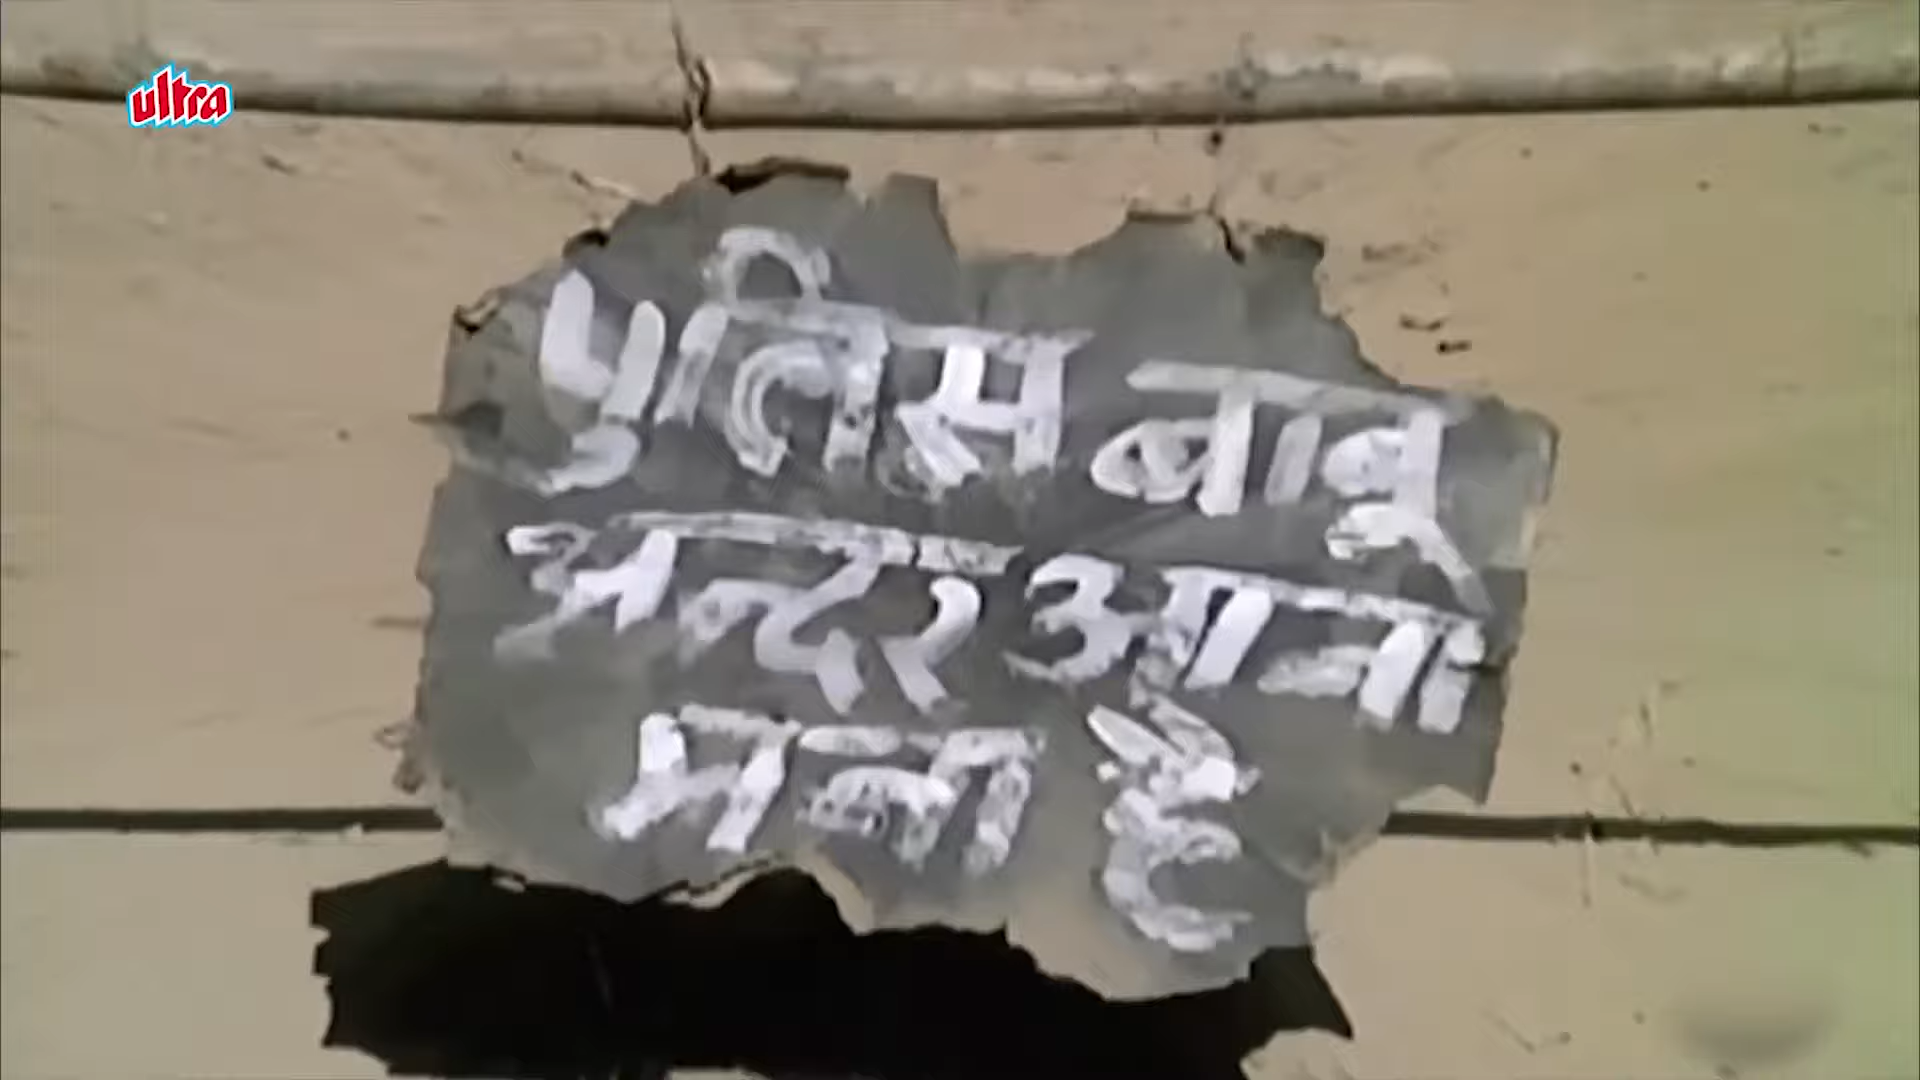 ultra
पुलिस बाबू
अन्दर आना
मना है